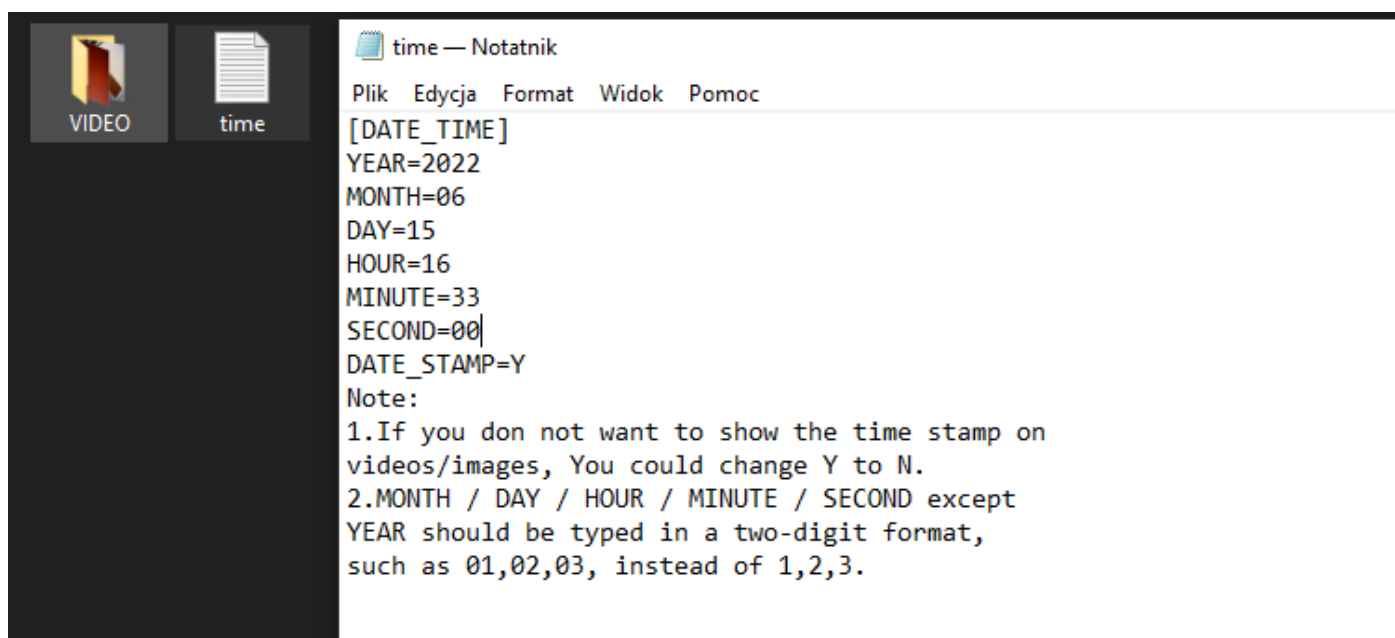 VIDEO
time
time — Notatnik
Plik Edycja Format Widok Pomoc
[DATE_TIME]
YEAR=2022
MONTH=06
DAY=15
HOUR=16
MINUTE=33
SECOND=00
DATE_STAMP=Y
Note:
1.If you don not want to show the time stamp on
videos/images, You could change Y to N.
2.MONTH / DAY / HOUR / MINUTE / SECOND except
YEAR should be typed in a two-digit format,
such as 01,02,03, instead of 1,2,3.